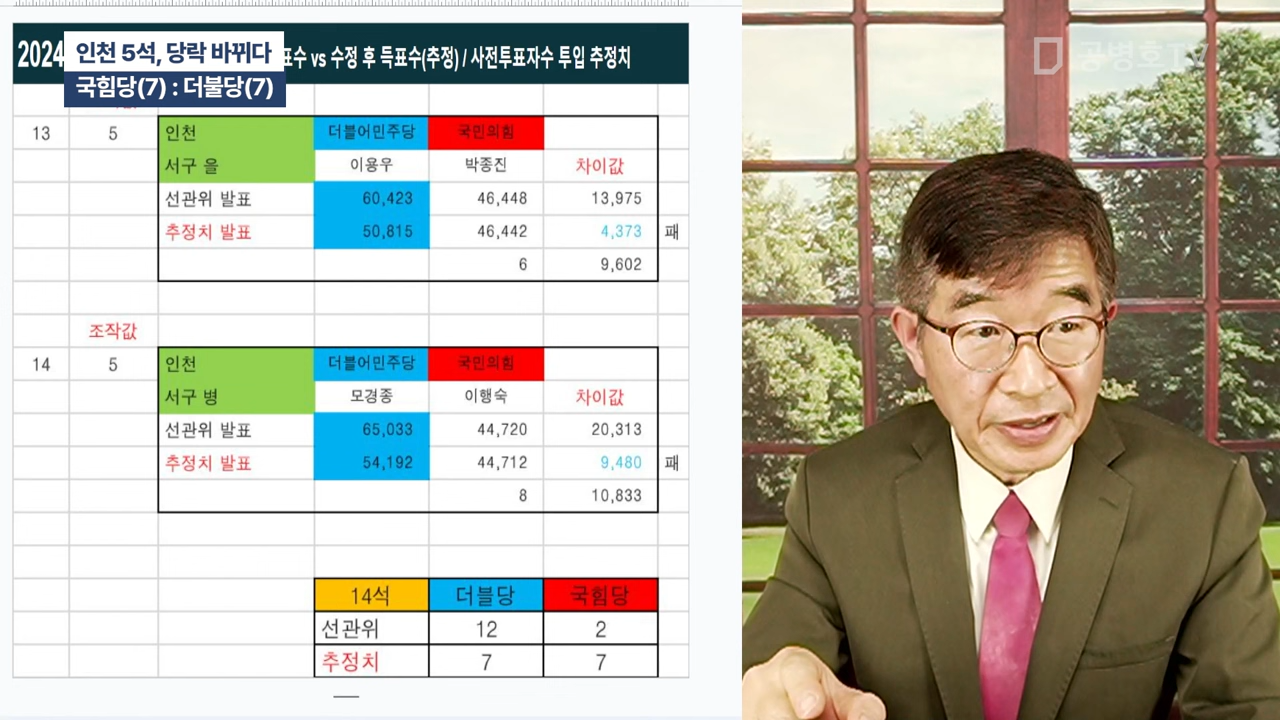 2024
인천 5석, 당락 바뀌다
표수 vs 수정 후 득표수(추정) / 사전투표자수 투입 추정치
국힘당(7) : 더불당(7)
13 5 인천 더불어민주당 국민의힘
서구 을 이용우 박종진 차이값
선관위 발표 60,423 46,448 13,975
추정치 발표 50,815 46,442 4,373 패
6 9,602
조작값
14 5 인천 더불어민주당 국민의힘
서구 병 모경종 이행숙 차이값
선관위 발표 65,033 44,720 20,313
추정치 발표 54,192 44,712 9,480 패
8 10,833
14석 더블당 국힘당
선관위 12 2
추정치 7 7
공병호TV